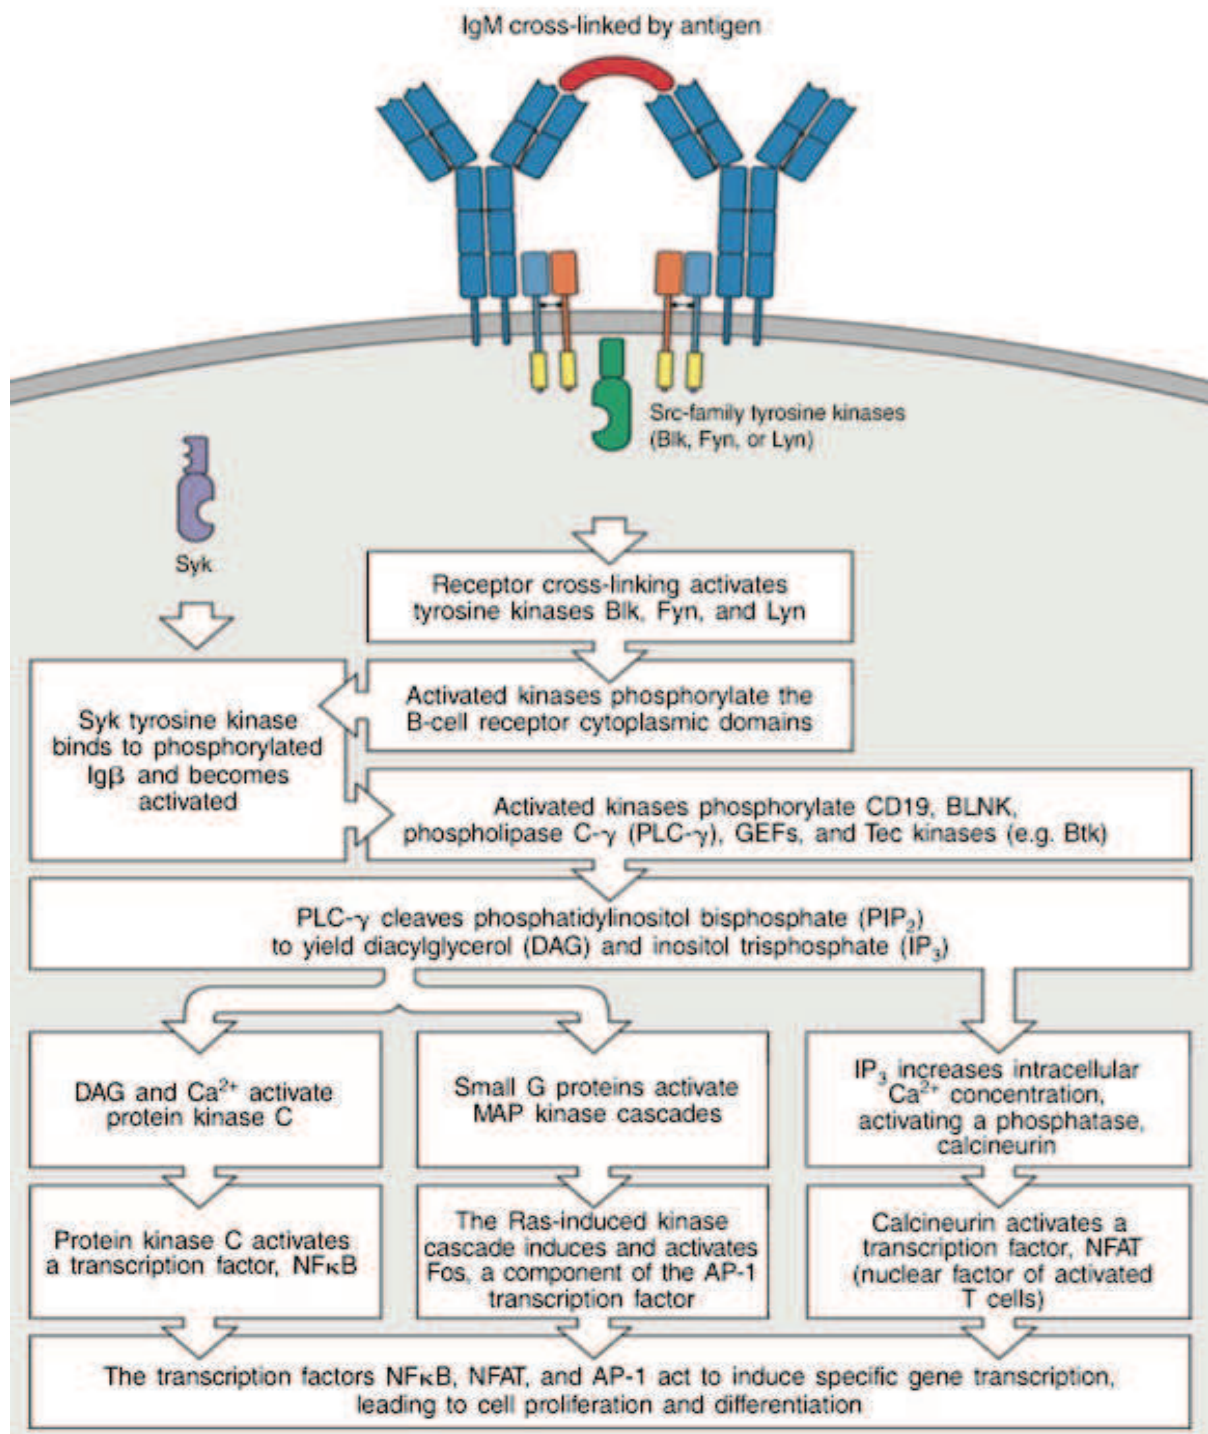 IgM cross-linked by antigen
Src-family tyrosine kinases
(Blk, Fyn, or Lyn)
Syk
Receptor cross-linking activates
tyrosine kinases Blk, Fyn, and Lyn
Activated kinases phosphorylate the
B-cell receptor cytoplasmic domains
Syk tyrosine kinase
binds to phosphorylated
Igβ and becomes
activated
Activated kinases phosphorylate CD19, BLNK,
phospholipase C-γ (PLC-γ), GEFs, and Tec kinases (e.g. Btk)
PLC-γ cleaves phosphatidylinositol bisphosphate (PIP₂)
to yield diacylglycerol (DAG) and inositol trisphosphate (IP₃)
DAG and Ca²⁺ activate
protein kinase C
Small G proteins activate
MAP kinase cascades
IP₃ increases intracellular
Ca²⁺ concentration,
activating a phosphatase,
calcineurin
Protein kinase C activates
a transcription factor, NFκB
The Ras-induced kinase
cascade induces and activates
Fos, a component of the AP-1
transcription factor
Calcineurin activates a
transcription factor, NFAT
(nuclear factor of activated
T cells)
The transcription factors NFκB, NFAT, and AP-1 act to induce specific gene transcription,
leading to cell proliferation and differentiation